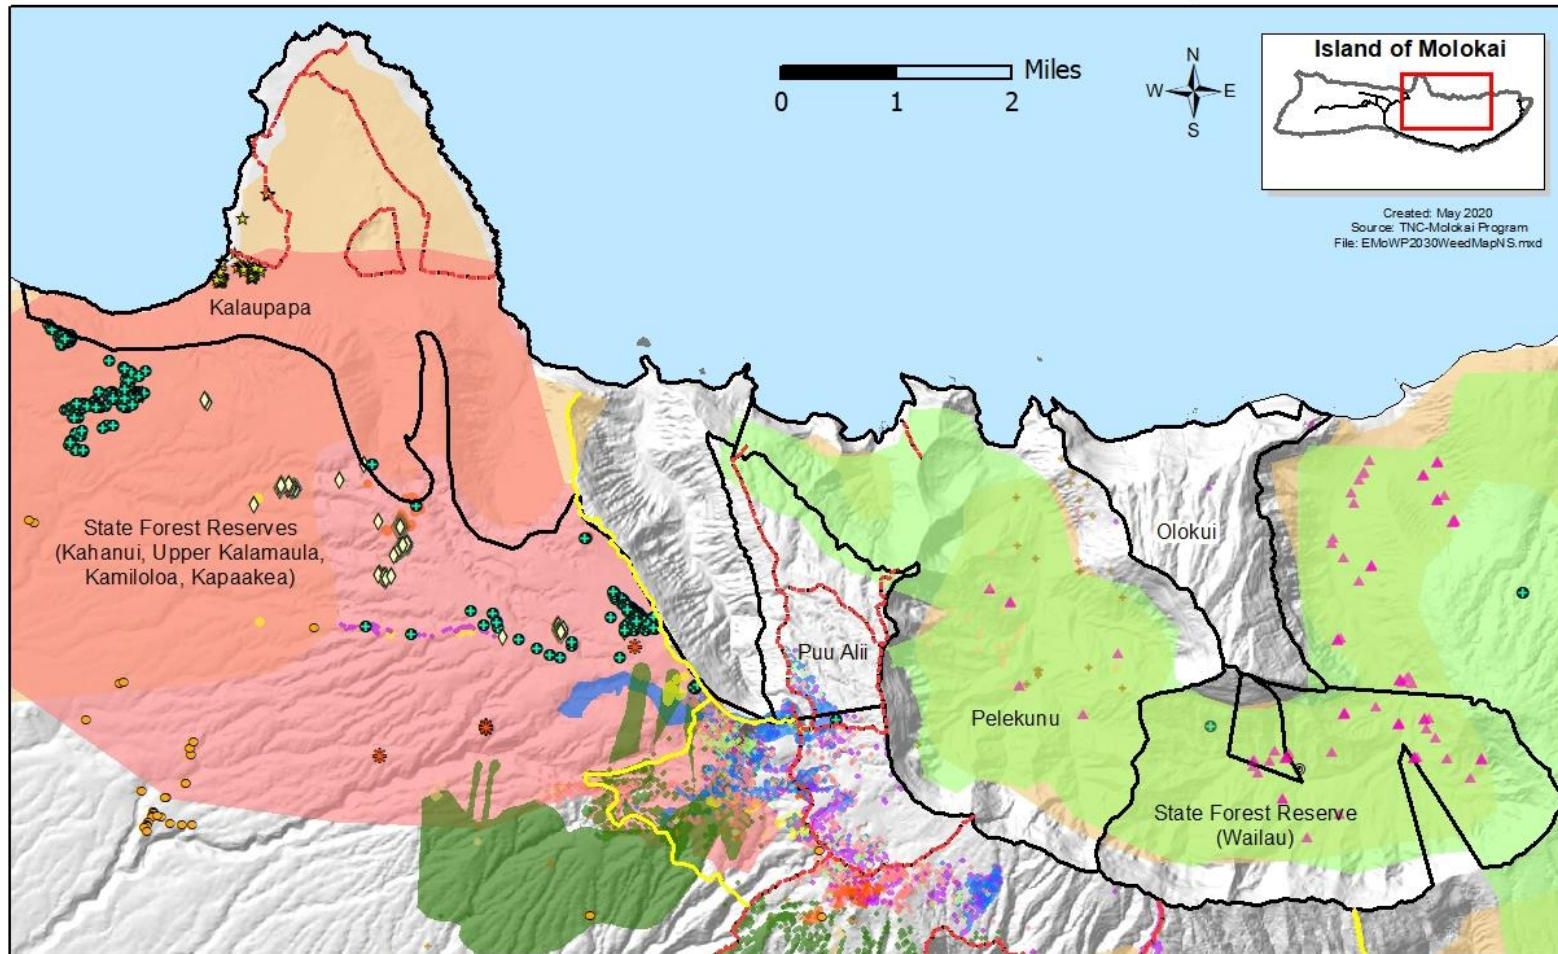 Island of Molokai
Miles
0 1 2
N
W E
S
Created: May 2020
Source: TNC-Molokai Program
File: EMoWP2030WeedMapNS.mxd
Kalaupapa
State Forest Reserves
(Kahanui, Upper Kalamaula,
Kamiloloa, Kapaakea)
Olokui
Puu Alii
Pelekunu
State Forest Reserve
(Wailau)